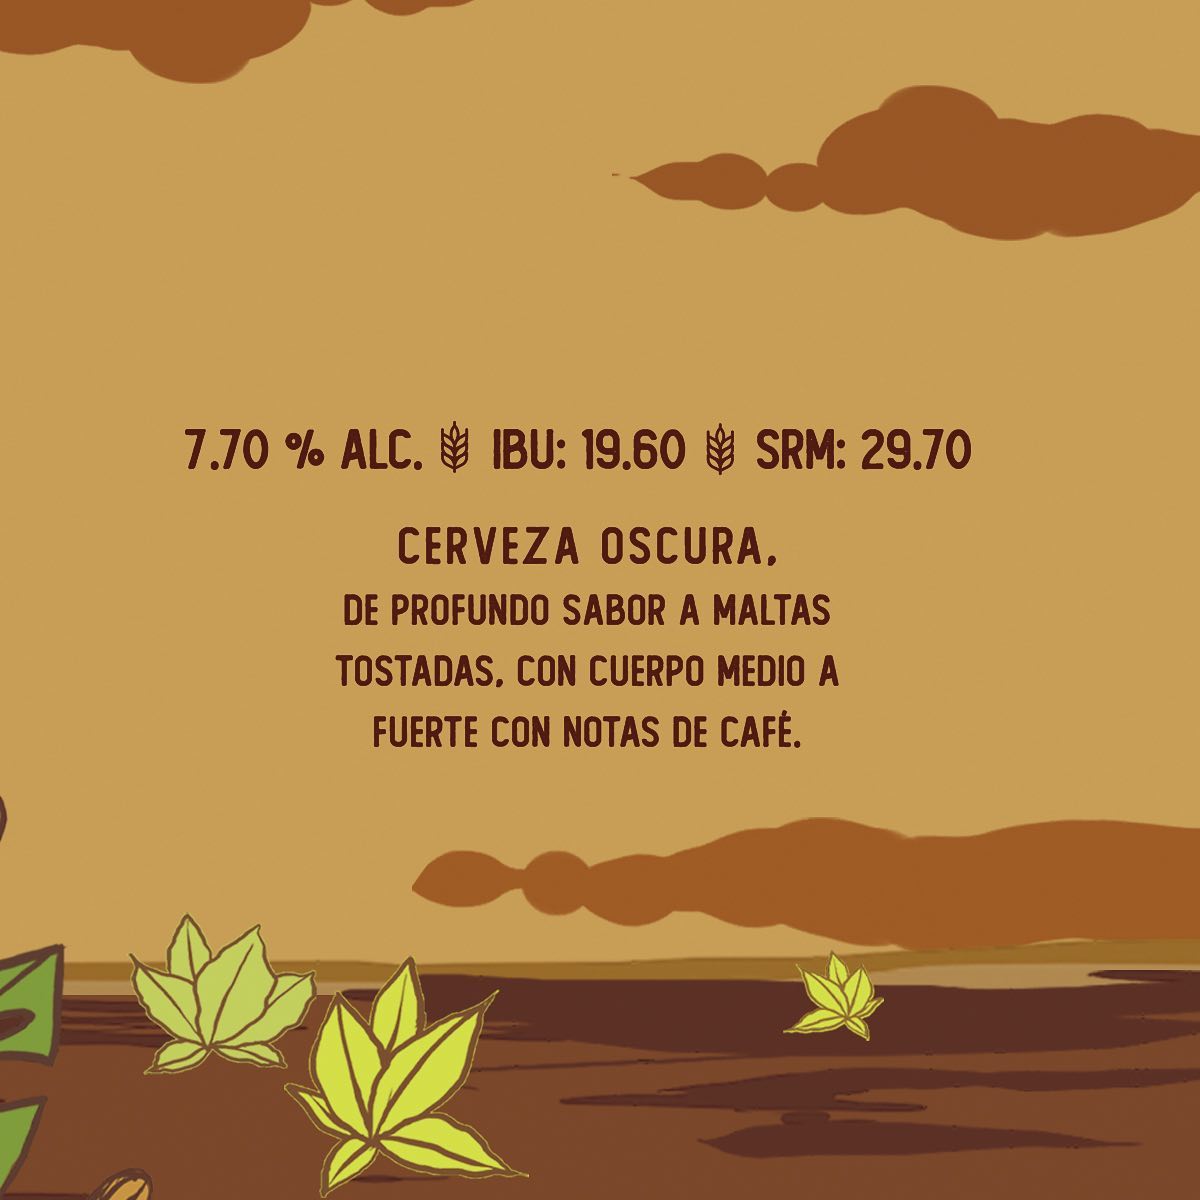 7.70 % ALC. IBU: 19.60 SRM: 29.70
CERVEZA OSCURA,
DE PROFUNDO SABOR A MALTAS
TOSTADAS, CON CUERPO MEDIO A
FUERTE CON NOTAS DE CAFÉ.